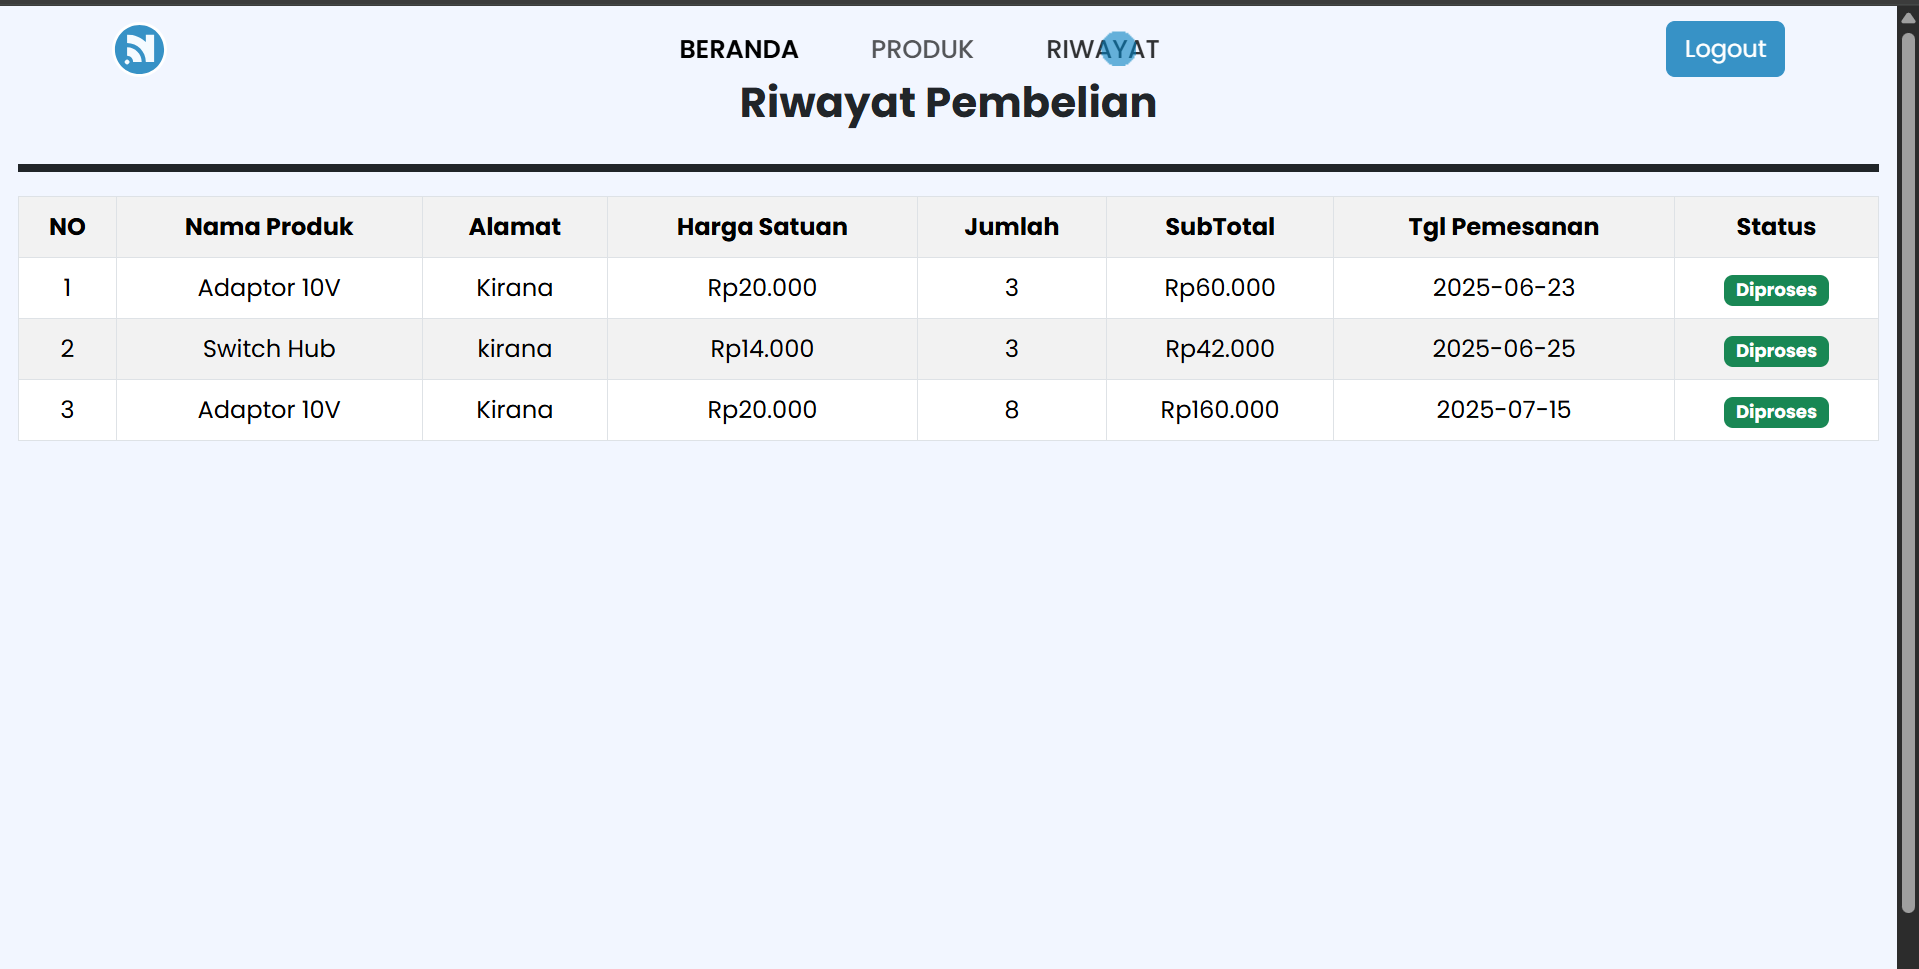 BERANDA PRODUK RIWAYAT Logout
Riwayat Pembelian
NO Nama Produk Alamat Harga Satuan Jumlah SubTotal Tgl Pemesanan Status
1 Adaptor 10V Kirana Rp20.000 3 Rp60.000 2025-06-23 Diproses
2 Switch Hub kirana Rp14.000 3 Rp42.000 2025-06-25 Diproses
3 Adaptor 10V Kirana Rp20.000 8 Rp160.000 2025-07-15 Diproses